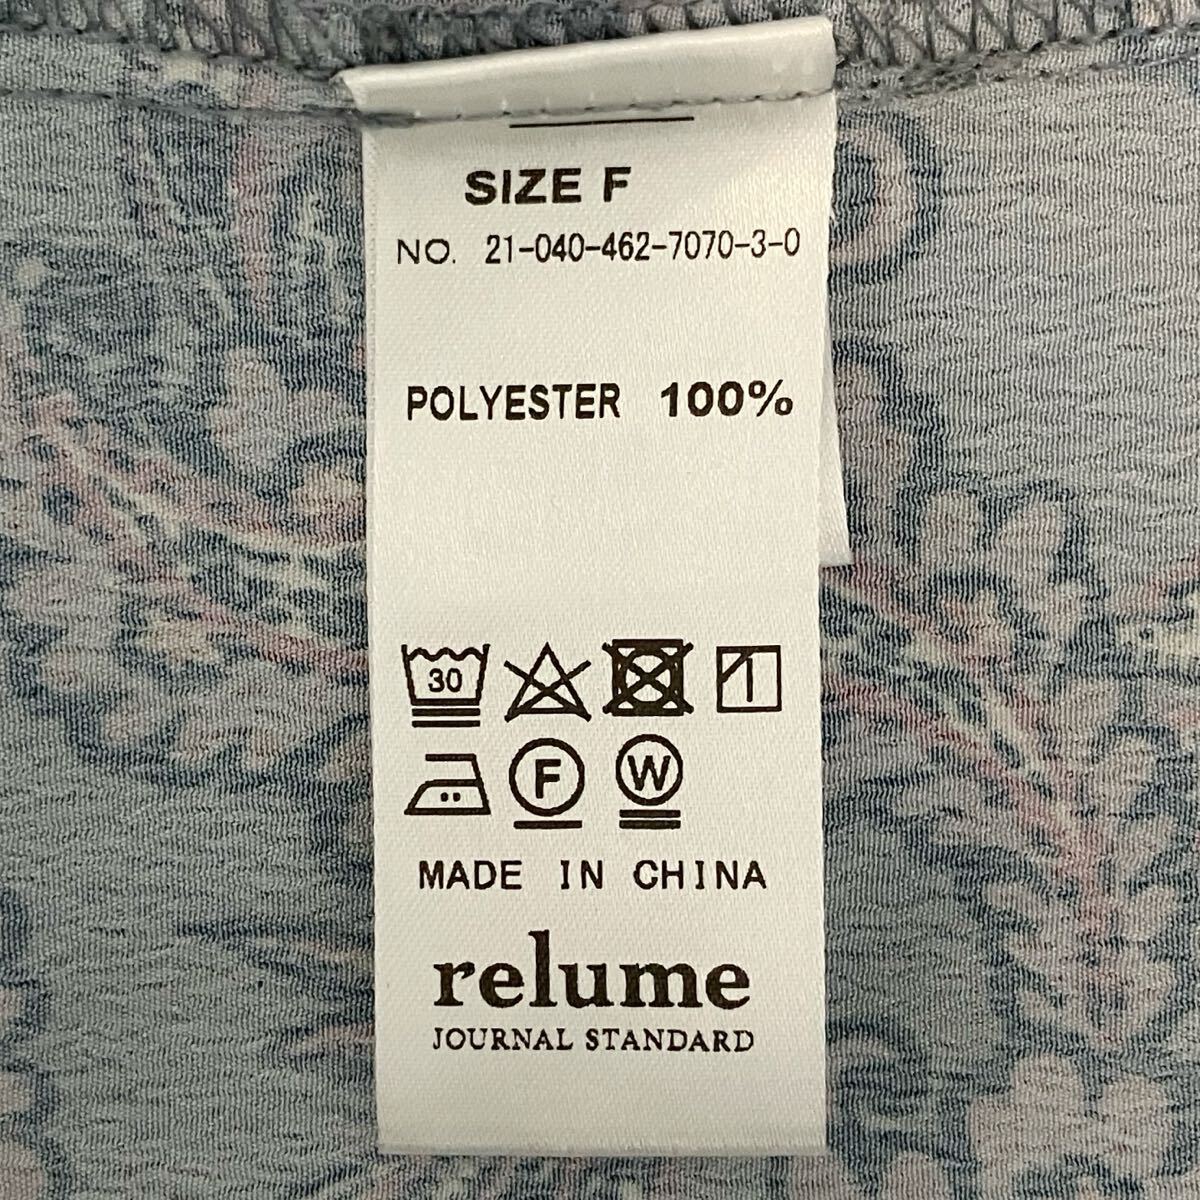 SIZE F
NO. 21-040-462-7070-3-0
POLYESTER 100%
30
F W
MADE IN CHINA
relume
JOURNAL STANDARD